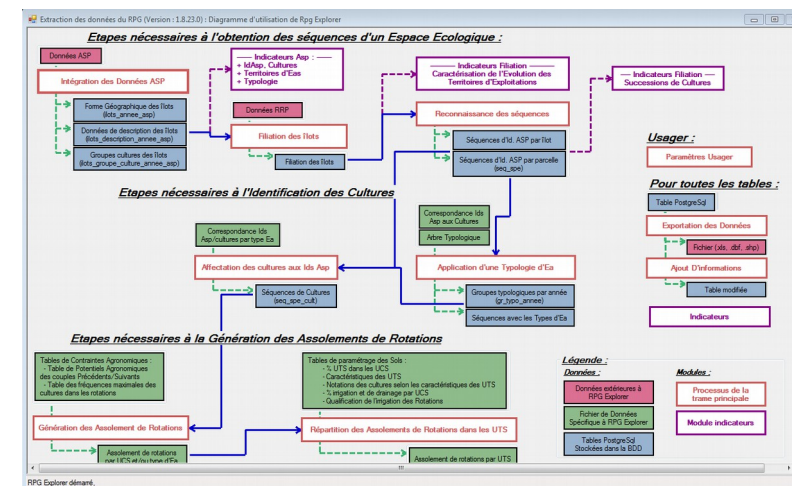 Extraction des données du RPG (Version : 1.8.23.0) : Diagramme d'utilisation de Rpg Explorer
Etapes nécessaires à l'obtention des séquences d'un Espace Ecologique :
Données ASP
Intégration des Données ASP
Forme Géographique des îlots
(ilots_annee_asp)
Données de description des îlots
(ilots_description_annee_asp)
Groupes cultures des îlots
(ilots_groupe_culture_annee_asp)
Indicateurs Asp :
+ IdAsp, Cultures
+ Territoires d'Eas
+ Typologie
Données RRP
Filiation des îlots
Filiation des îlots
Indicateurs Filiation
Caractérisation de l'Evolution des
Territoires d'Exploitations
Reconnaissance des séquences
Séquences d'Id. ASP par l'îlot
Séquences d'Id. ASP par parcelle
(seq_spe)
Indicateurs Filiation
Successions de Cultures
Usager :
Paramètres Usager
Pour toutes les tables :
Table PostgreSql
Exportation des Données
Fichier (.xls, .dbf, .shp)
Ajout D'informations
Table modifiée
Indicateurs
Etapes nécessaires à l'Identification des Cultures
Correspondance Ids
Asp/cultures par type Ea
Affectation des cultures aux Ids Asp
Séquences de Cultures
(seq_spe_cult)
Correspondance Ids
Asp aux Cultures
Arbre Typologique
Application d'une Typologie d'Ea
Groupes typologiques par année
(gr_typo_annee)
Séquences avec les Types d'Ea
Etapes nécessaires à la Génération des Assolements de Rotations
Tables de Contraintes Agronomiques :
- Table de Potentiels Agronomiques
des couples Précédents/Suivants
- Table des fréquences maximales des
cultures dans les rotations
Génération des Assolement de Rotations
Assolement de rotations
par UCS et/ou type d'Ea
Tables de paramétrage des Sols :
- % UTS dans les UCS
- Caractéristiques des UTS
- Notations des cultures selon les caractéristiques des UTS
- % irrigation et de drainage par UCS
- Qualification de l'irrigation des Rotations
Répartition des Assolements de Rotations dans les UTS
Assolement de rotations par UTS
Légende :
Données :
Modules :
Données extérieures à
RPG Explorer
Processus de la
trame principale
Fichier de Données
Spécifique à RPG Explorer
Module indicateurs
Tables PostgreSql
Stockées dans la BDD
RPG Explorer démarré,